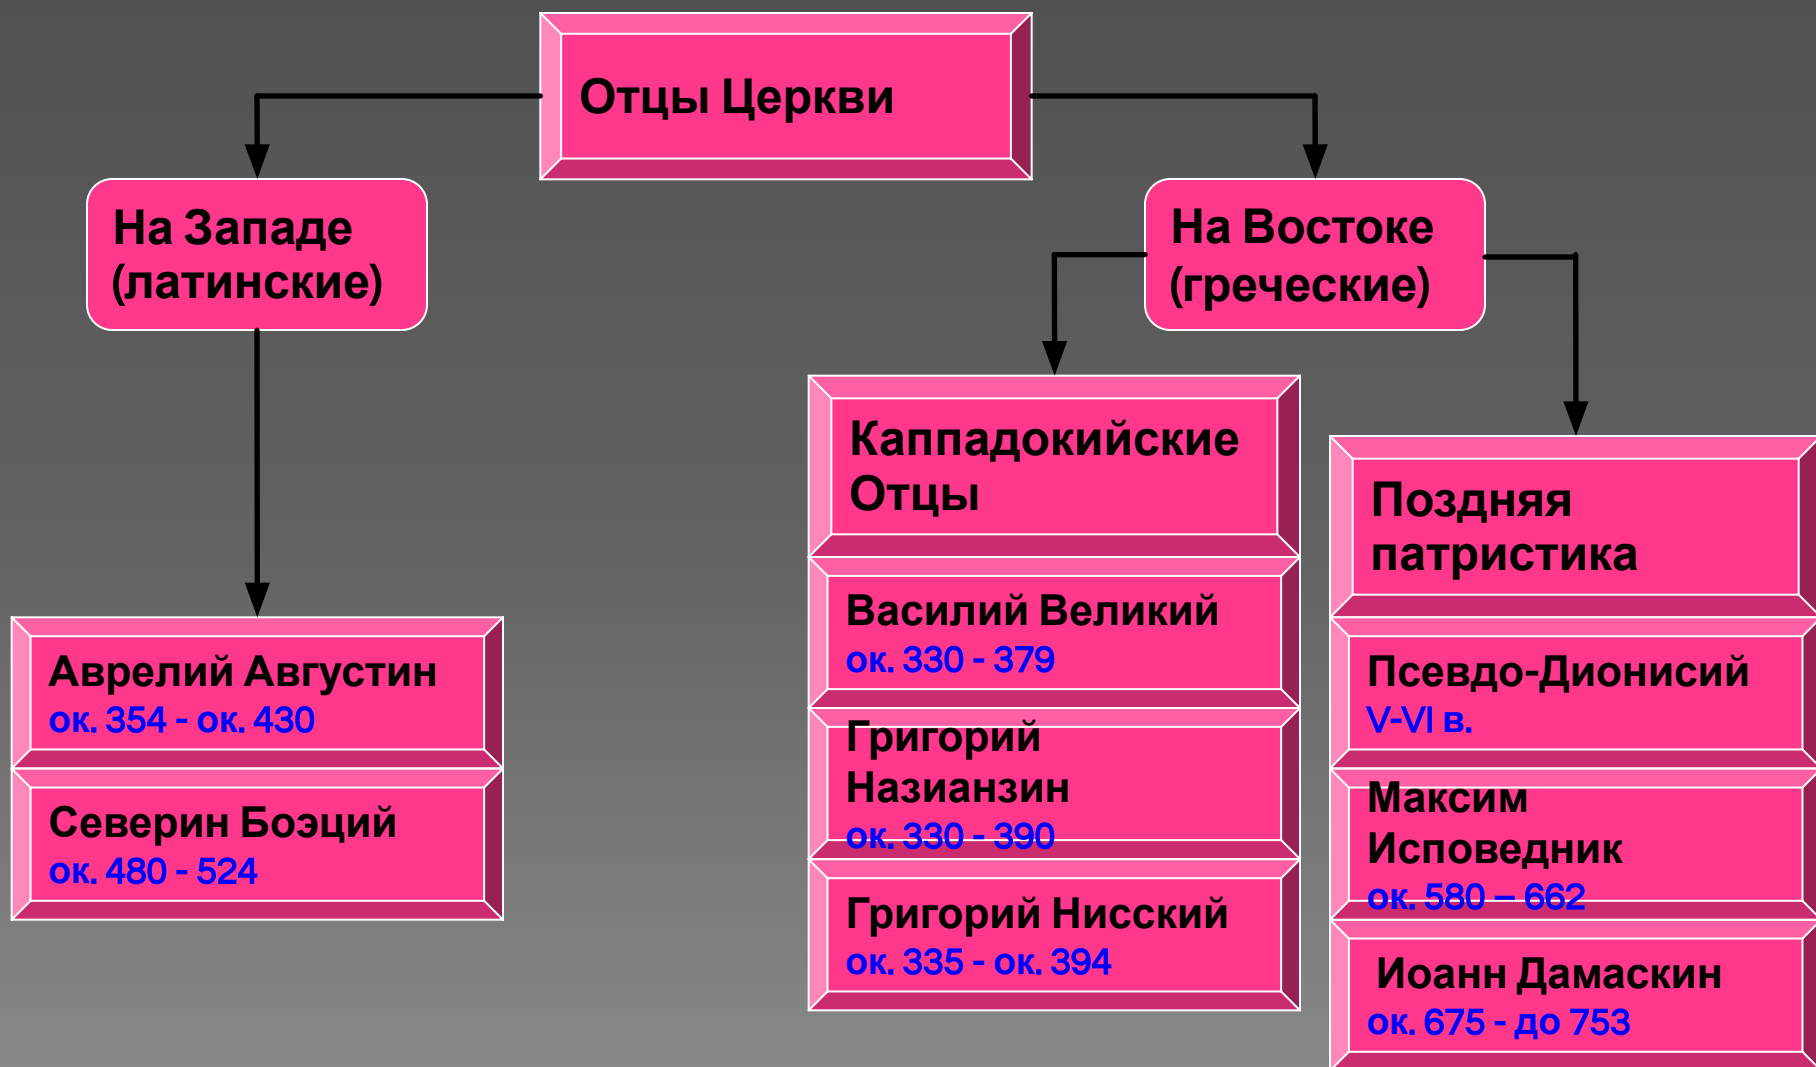 Отцы Церкви
На Западе
(латинские)
На Востоке
(греческие)
Аврелий Августин
ок. 354 - ок. 430
Северин Боэций
ок. 480 - 524
Каппадокийские
Отцы
Василий Великий
ок. 330 - 379
Григорий
Назианзин
ок. 330 - 390
Григорий Нисский
ок. 335 - ок. 394
Поздняя
патристика
Псевдо-Дионисий
V-VI в.
Максим
Исповедник
ок. 580 – 662
Иоанн Дамаскин
ок. 675 - до 753